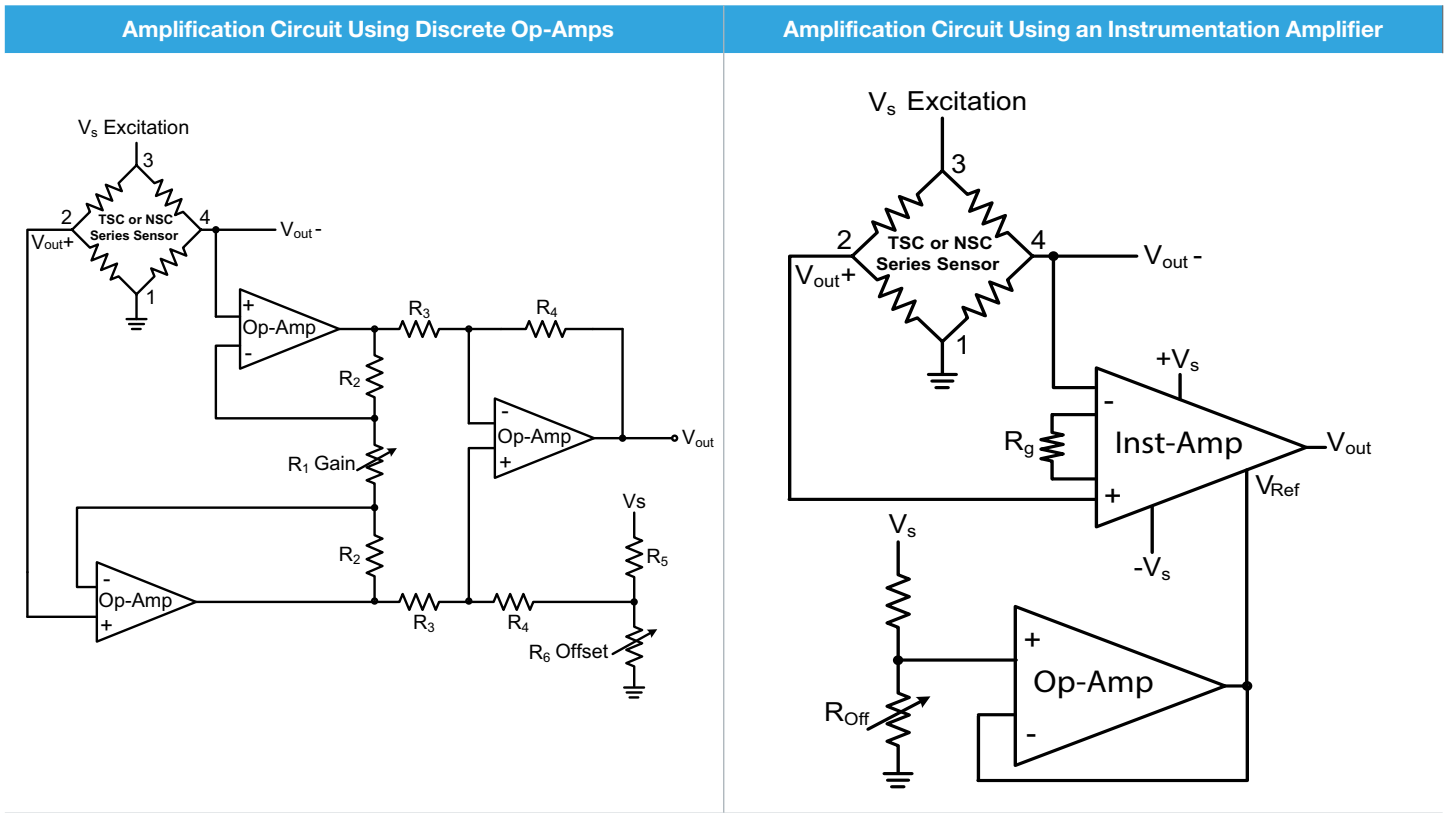 Amplification Circuit Using Discrete Op-Amps
Amplification Circuit Using an Instrumentation Amplifier
Vs Excitation
3
2
TSC or NSC
Series Sensor
4
Vout+
Vout-
1
+
Op-Amp
-
R3
R4
R2
-
Op-Amp
+
Vout
R1 Gain
Vs
R2
R5
-
Op-Amp
+
R3
R4
R6 Offset
Vs Excitation
3
2
TSC or NSC
Series Sensor
4
Vout+
Vout-
1
+Vs
-
Rg
Inst-Amp
Vout
+
VRef
Vs
-Vs
+
Op-Amp
ROff
-